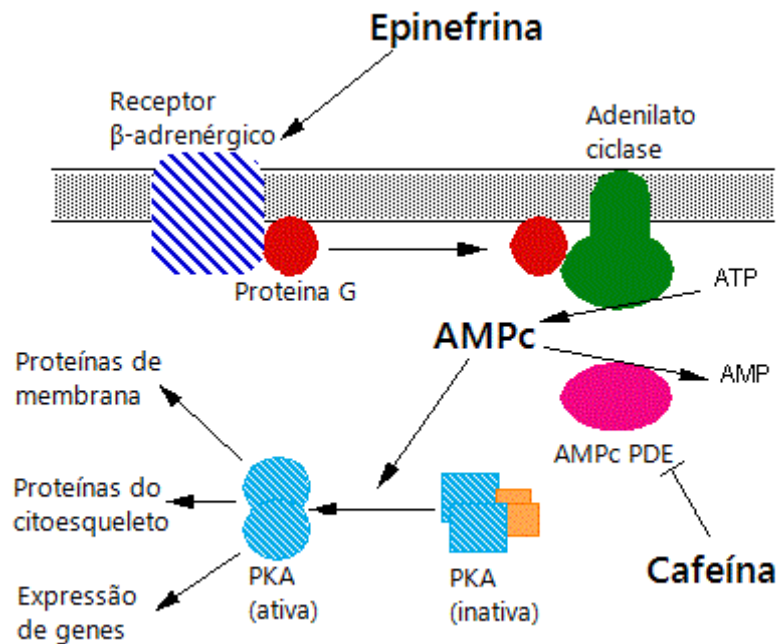 Epinefrina
Receptor
β-adrenérgico
Adenilato
ciclase
Proteina G
ATP
AMPc
AMP
Proteínas de
membrana
AMPc PDE
Proteínas do
citoesqueleto
PKA
(ativa)
PKA
(inativa)
Cafeína
Expressão
de genes